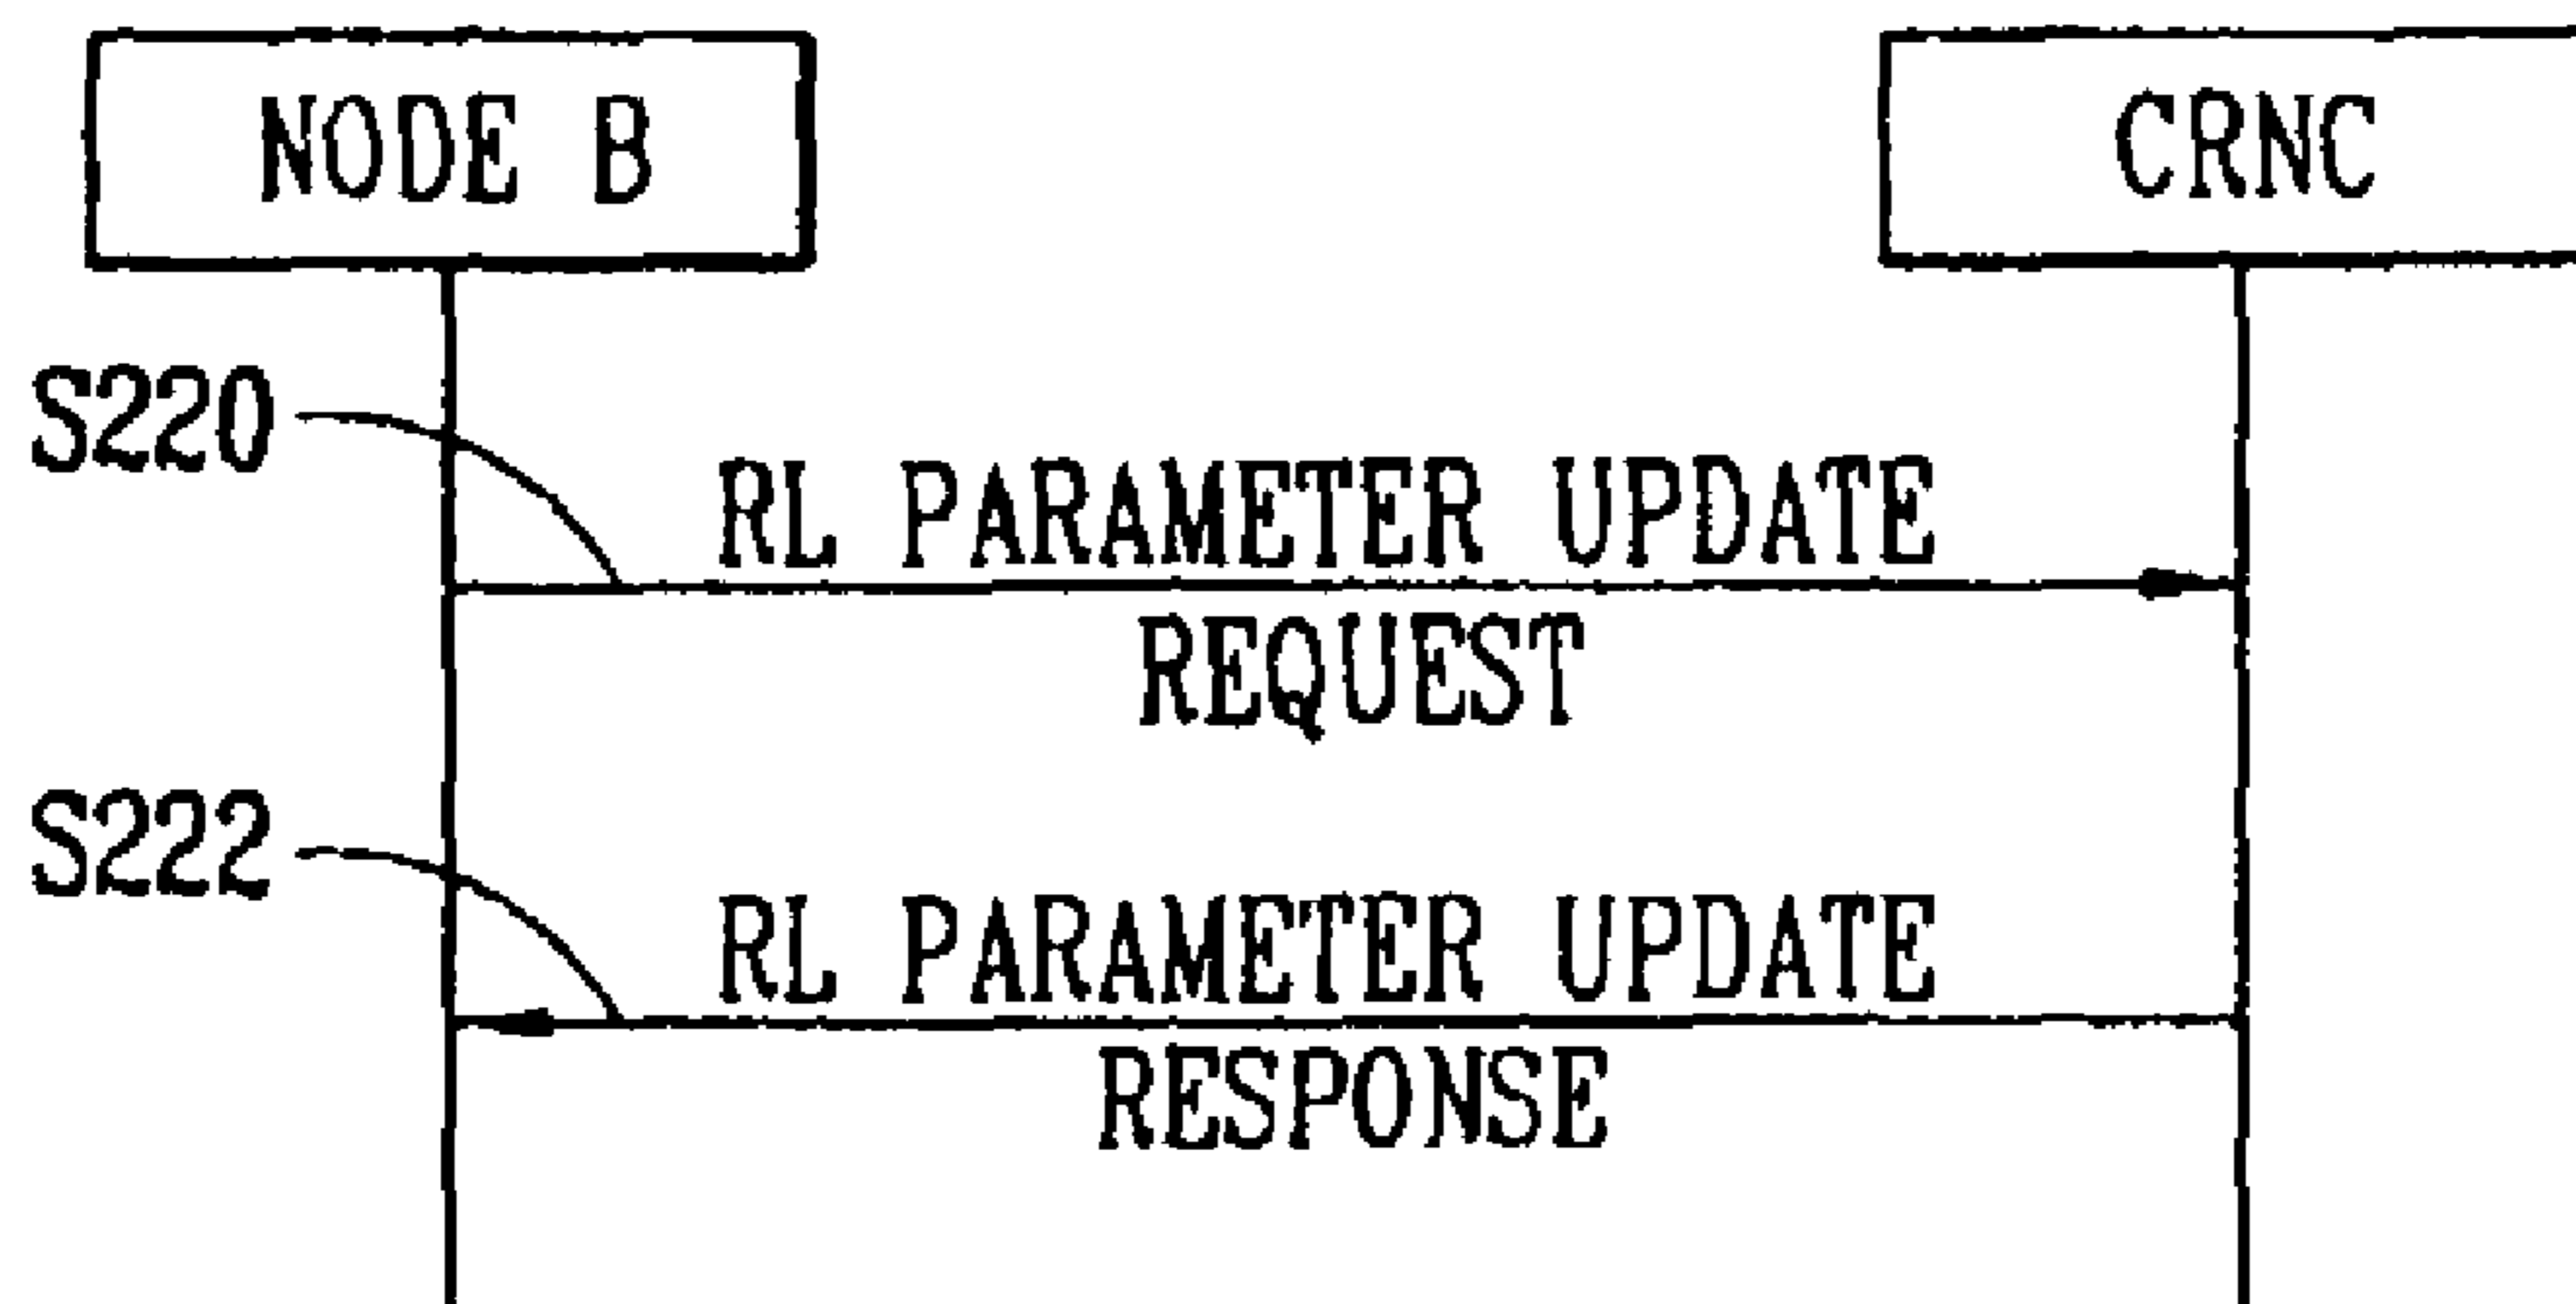 NODE B
CRNC
S220
RL PARAMETER UPDATE
REQUEST
S222
RL PARAMETER UPDATE
RESPONSE